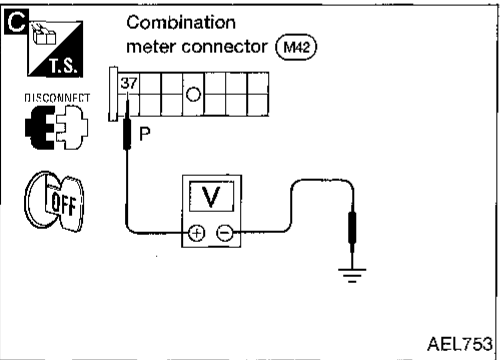 C
Combination
meter connector (M42)
T.S.
DISCONNECT
37
P
OFF
V
+ −
AEL753